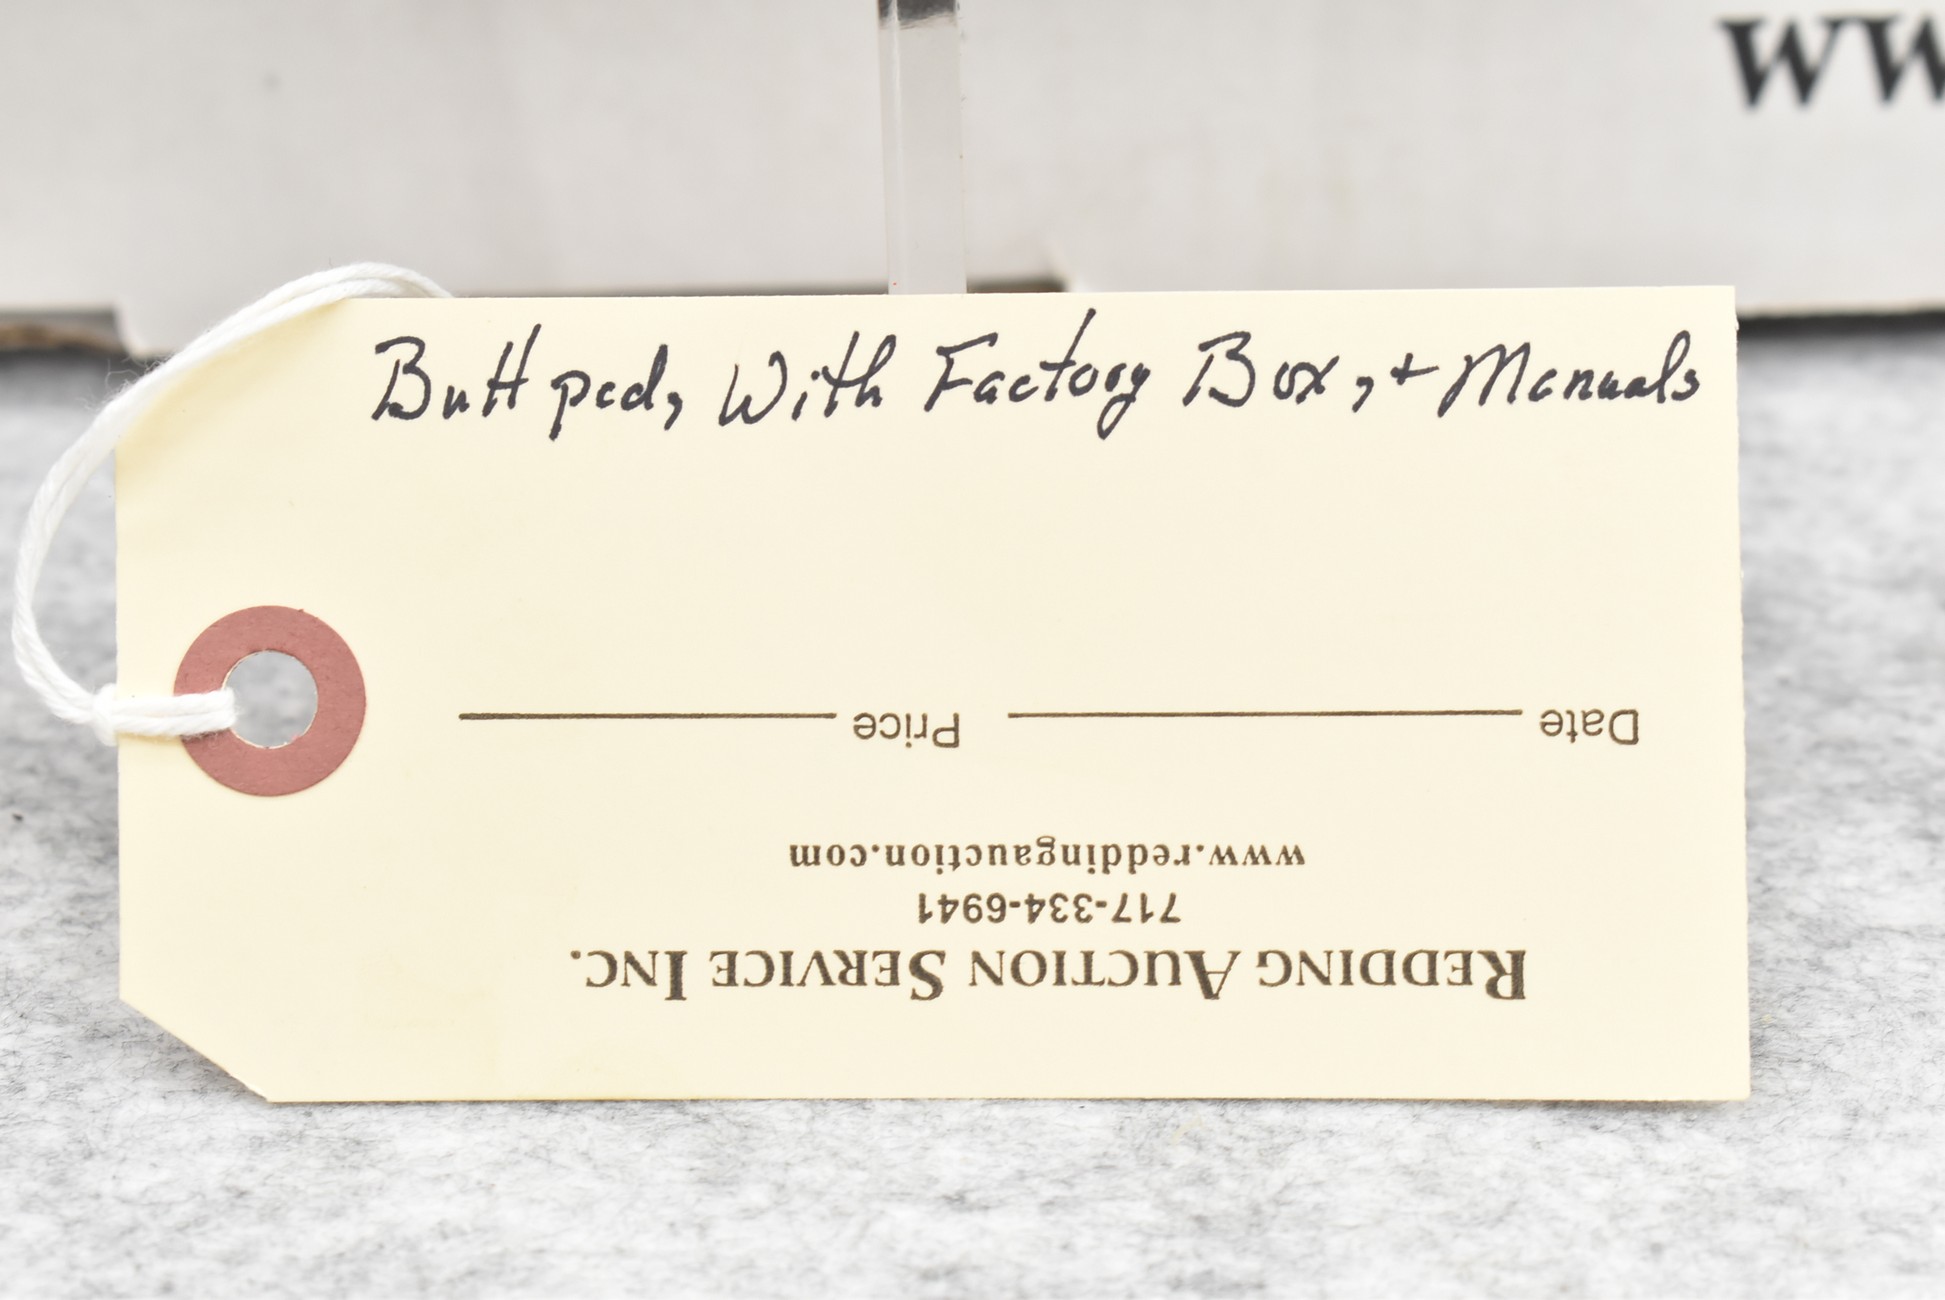 WW
Butt pad, With Factory Box, + Manuals
REDDING AUCTION SERVICE INC.
717-334-6941
www.reddingauction.com
Date Price